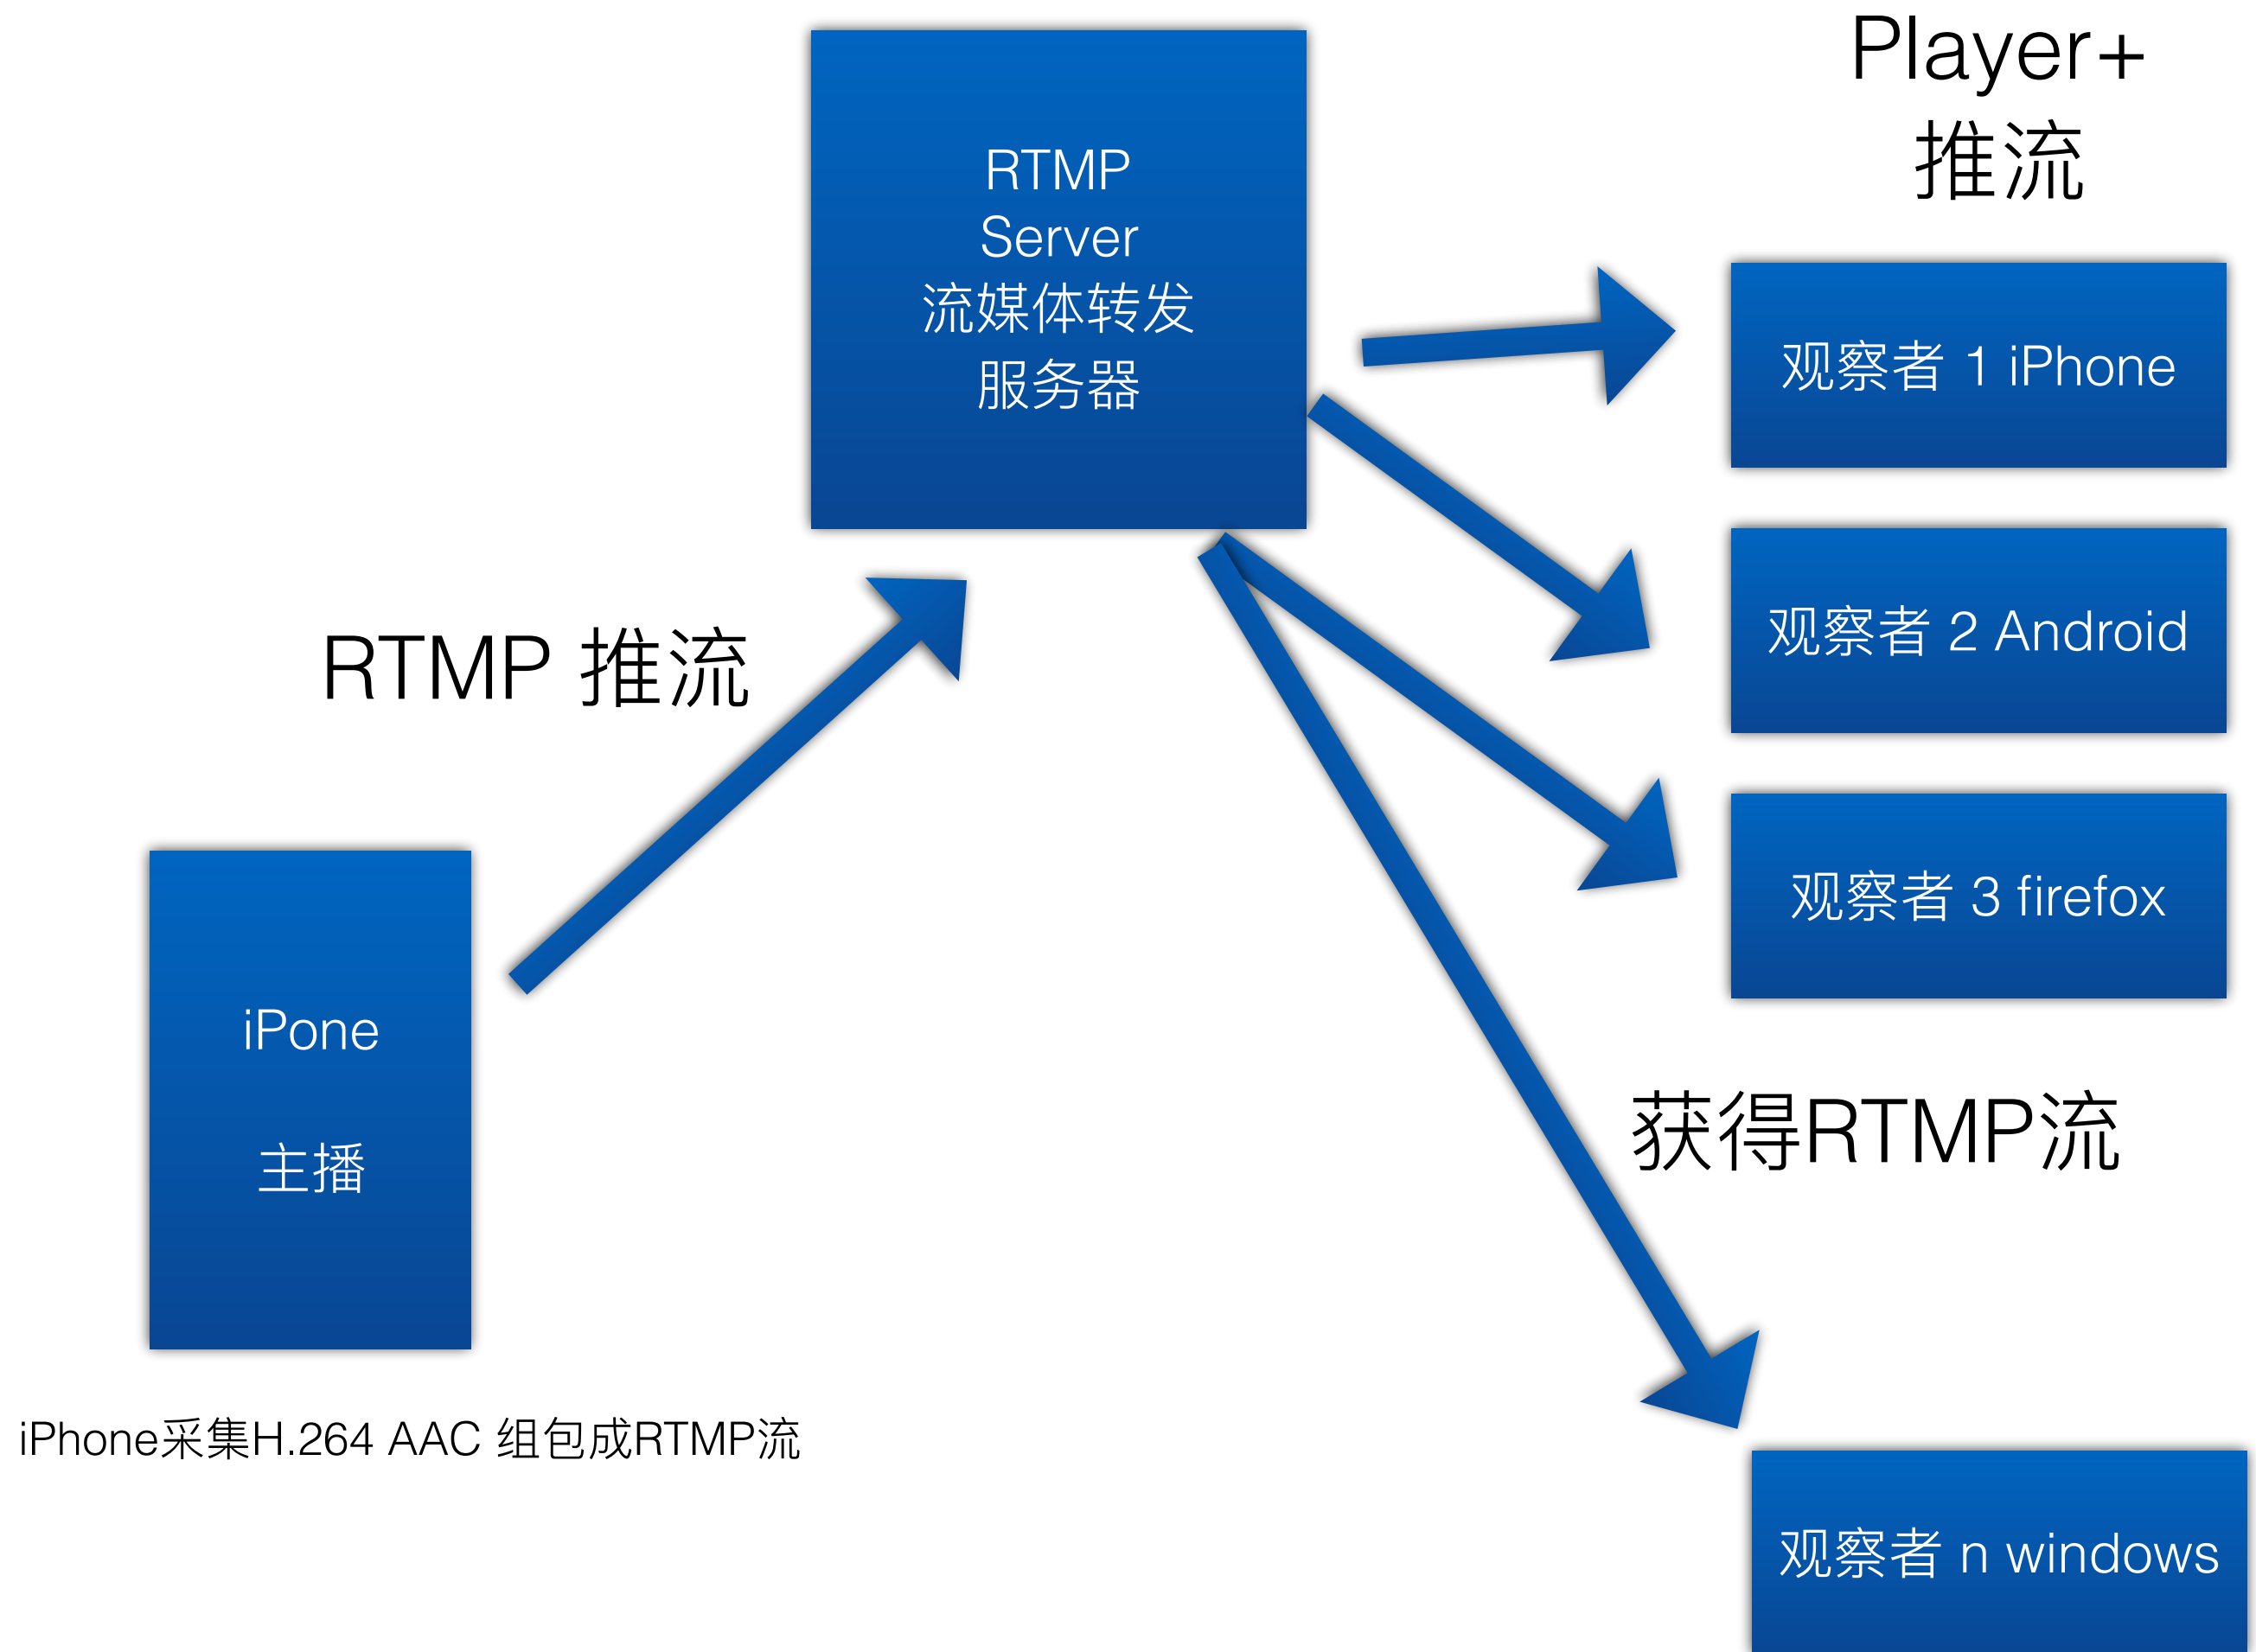 Player+
推流
RTMP
Server
流媒体转发
服务器
观察者 1 iPhone
RTMP 推流
观察者 2 Android
观察者 3 firefox
iPone
主播
获得RTMP流
iPhone采集H.264 AAC 组包成RTMP流
观察者 n windows